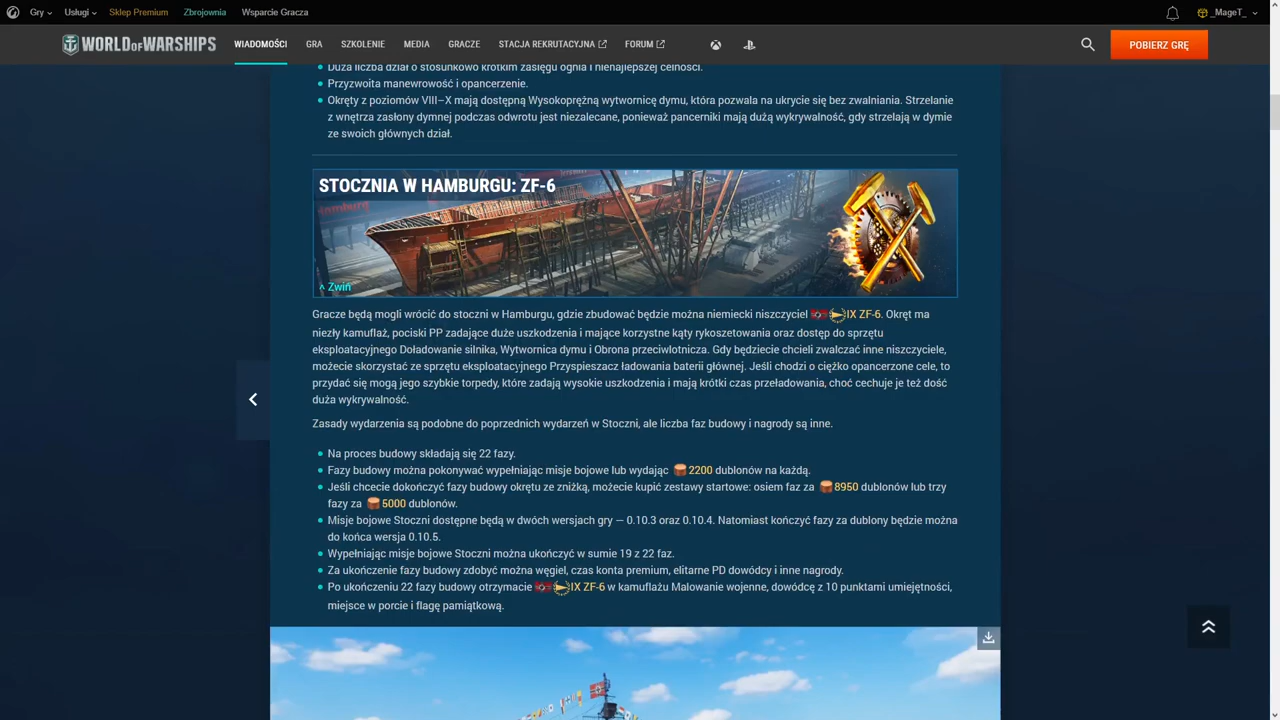 Gry Usługi Sklep Premium Zbrojownia Wsparcie Gracza _MageT_
WORLD OF WARSHIPS WIADOMOŚCI GRA SZKOLENIE MEDIA GRACZE STACJA REKRUTACYJNA FORUM POBIERZ GRĘ
Duża liczba dział o stosunkowo krótkim zasięgu ognia i nienajlepszej celności.
Przyzwoita manewrowość i opancerzenie.
Okręty z poziomów VIII–X mają dostępną Wysokoprężną wytwornicę dymu, która pozwala na ukrycie się bez zwalniania. Strzelanie
z wnętrza zasłony dymnej podczas odwrotu jest niezalecane, ponieważ pancerniki mają dużą wykrywalność, gdy strzelają w dymie
ze swoich głównych dział.
STOCZNIA W HAMBURGU: ZF-6
^ Zwiń
Gracze będą mogli wrócić do stoczni w Hamburgu, gdzie zbudować będzie można niemiecki niszczyciel IX ZF-6. Okręt ma
niezły kamuflaż, pociski PP zadające duże uszkodzenia i mające korzystne kąty rykoszetowania oraz dostęp do sprzętu
eksploatacyjnego Doładowanie silnika, Wytwornica dymu i Obrona przeciwlotnicza. Gdy będziecie chcieli zwalczać inne niszczyciele,
możecie skorzystać ze sprzętu eksploatacyjnego Przyspieszacz ładowania baterii głównej. Jeśli chodzi o ciężko opancerzone cele, to
przydać się mogą jego szybkie torpedy, które zadają wysokie uszkodzenia i mają krótki czas przeładowania, choć cechuje je też dość
duża wykrywalność.
Zasady wydarzenia są podobne do poprzednich wydarzeń w Stoczni, ale liczba faz budowy i nagrody są inne.
Na proces budowy składają się 22 fazy.
Fazy budowy można pokonywać wypełniając misje bojowe lub wydając 2200 dublonów na każdą.
Jeśli chcecie dokończyć fazy budowy okrętu ze zniżką, możecie kupić zestawy startowe: osiem faz za 8950 dublonów lub trzy
fazy za 5000 dublonów.
Misje bojowe Stoczni dostępne będą w dwóch wersjach gry — 0.10.3 oraz 0.10.4. Natomiast kończyć fazy za dublony będzie można
do końca wersja 0.10.5.
Wypełniając misje bojowe Stoczni można ukończyć w sumie 19 z 22 faz.
Za ukończenie fazy budowy zdobyć można węgiel, czas konta premium, elitarne PD dowódcy i inne nagrody.
Po ukończeniu 22 fazy budowy otrzymacie IX ZF-6 w kamuflażu Malowanie wojenne, dowódcę z 10 punktami umiejętności,
miejsce w porcie i flagę pamiątkową.